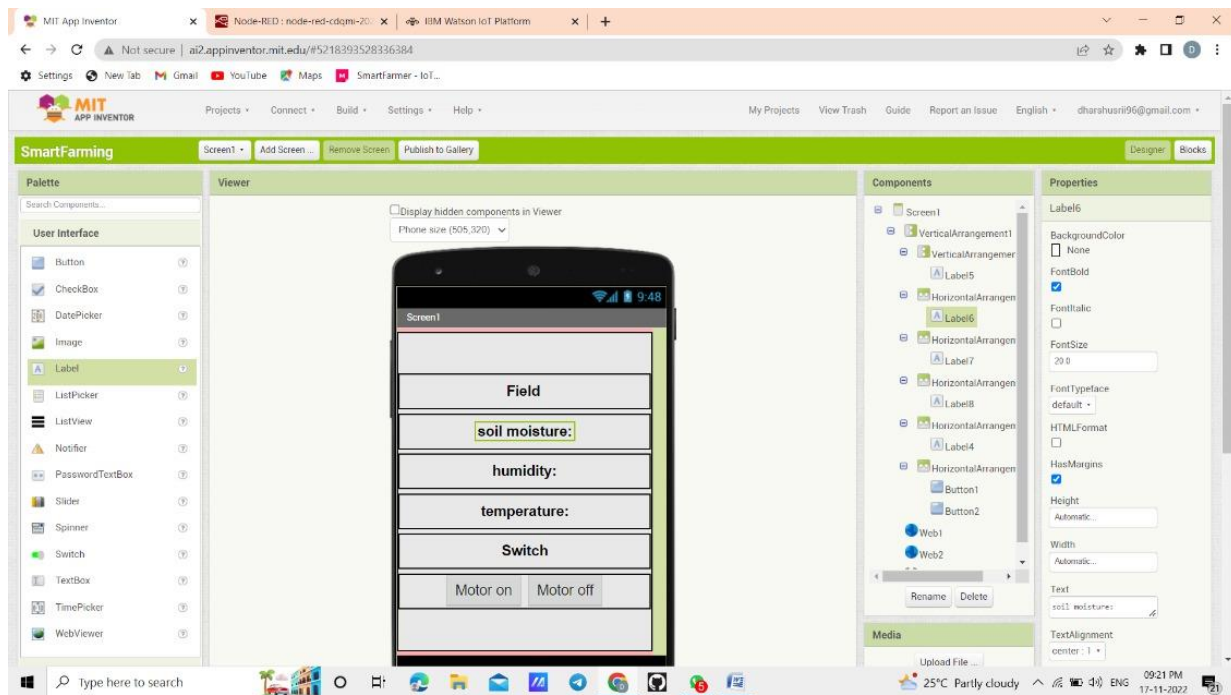 MIT App Inventor
Node-RED : node-red-cdqmi-20
IBM Watson IoT Platform
Not secure | ai2.appinventor.mit.edu/#5218393528336384
D
Settings New Tab Gmail YouTube Maps SmartFarmer - IoT...
MIT
APP INVENTOR
Projects Connect Build Settings Help
My Projects View Trash Guide Report an Issue English dharshusrii96@gmail.com
SmartFarming
Screen1 Add Screen ... Remove Screen Publish to Gallery
Designer Blocks
Palette
Search Components...
User Interface
Button
CheckBox
DatePicker
Image
Label
ListPicker
ListView
Notifier
PasswordTextBox
Slider
Spinner
Switch
TextBox
TimePicker
WebViewer
Viewer
Display hidden components in Viewer
Phone size (505,320)
9:48
Screen1
Field
soil moisture:
humidity:
temperature:
Switch
Motor on Motor off
Components
Screen1
VerticalArrangement1
VerticalArrangemer
Label5
HorizontalArrangen
Label6
HorizontalArrangen
Label7
HorizontalArrangen
Label8
HorizontalArrangen
Label4
HorizontalArrangen
Button1
Button2
Web1
Web2
Rename Delete
Media
Upload File ...
Properties
Label6
BackgroundColor
None
FontBold
FontItalic
FontSize
20.0
FontTypeface
default
HTMLFormat
HasMargins
Height
Automatic...
Width
Automatic...
Text
soil moisture:
TextAlignment
center : 1
Type here to search
25°C Partly cloudy
ENG
09:21 PM
17-11-2022